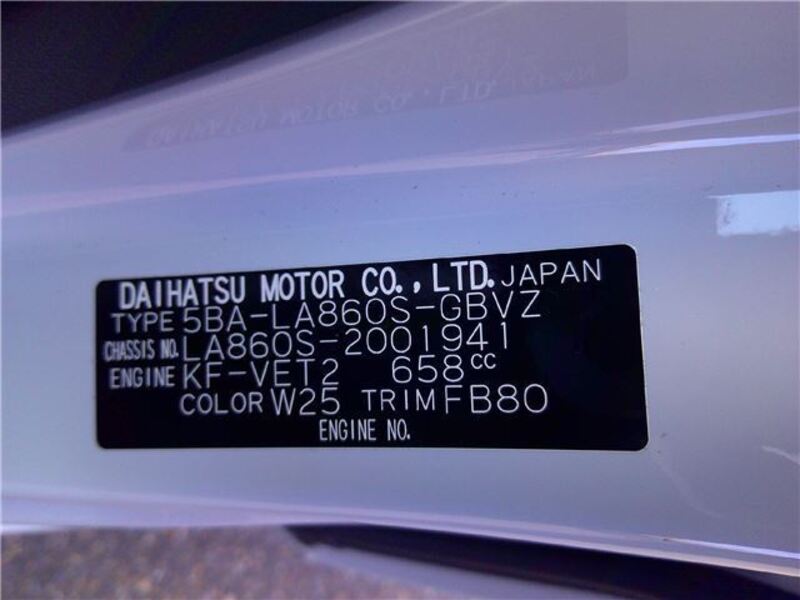 DAIHATSU MOTOR CO., LTD. JAPAN
TYPE 5BA-LA860S-GBVZ
CHASSIS NO. LA860S-2001941
ENGINE KF-VET2 658CC
COLOR W25 TRIM FB80
ENGINE NO.